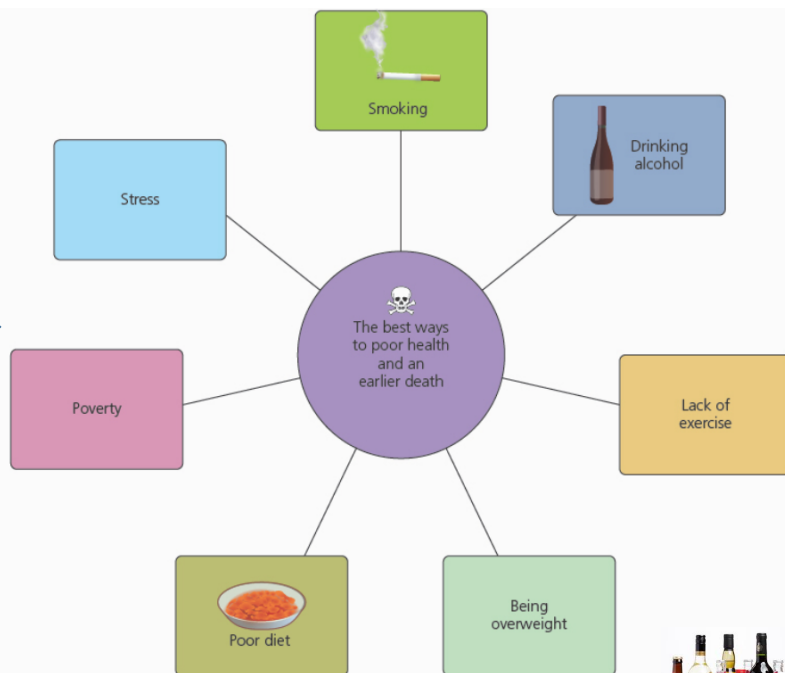 Smoking
Drinking
alcohol
Stress
The best ways
to poor health
and an
earlier death
Poverty
Lack of
exercise
Poor diet
Being
overweight